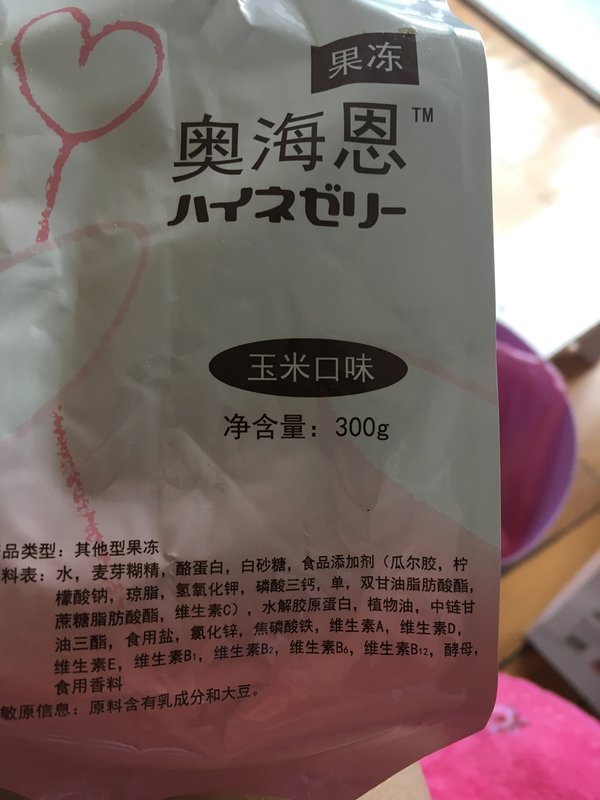 果冻
奥海恩™
ハイネゼリー
玉米口味
净含量：300g
品类型：其他型果冻
料表：水，麦芽糊精，酪蛋白，白砂糖，食品添加剂（瓜尔胶，柠
檬酸钠，琼脂，氢氧化钾，磷酸三钙，单，双甘油脂肪酸酯，
蔗糖脂肪酸酯，维生素C），水解胶原蛋白，植物油，中链甘
油三酯，食用盐，氯化锌，焦磷酸铁，维生素A，维生素D，
维生素E，维生素B₁，维生素B₂，维生素B₆，维生素B₁₂，酵母，
食用香料
敏原信息：原料含有乳成分和大豆。